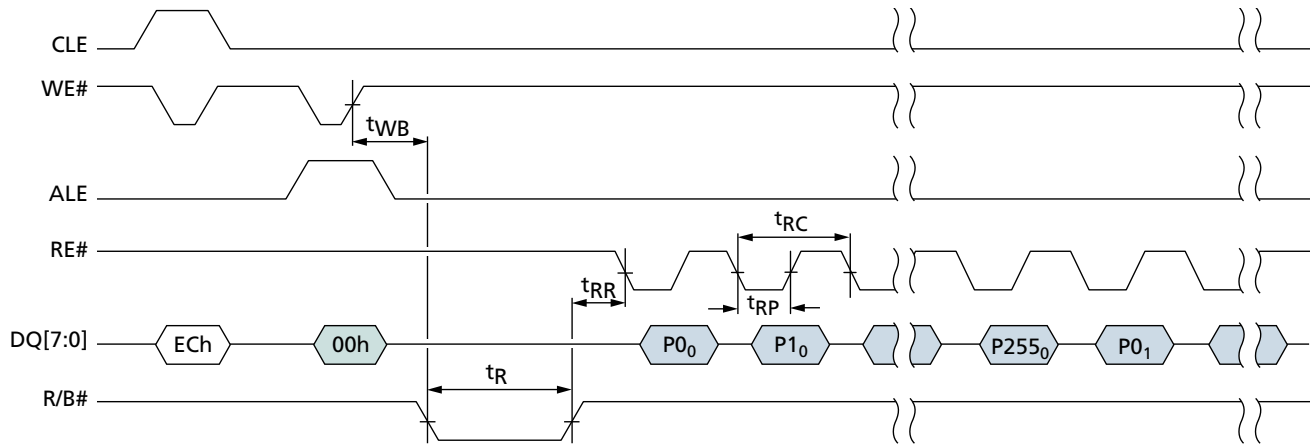 CLE
WE#
tWB
ALE
tRC
RE#
tRR
tRP
DQ[7:0]
ECh
00h
P0₀
P1₀
P255₀
P0₁
tR
R/B#